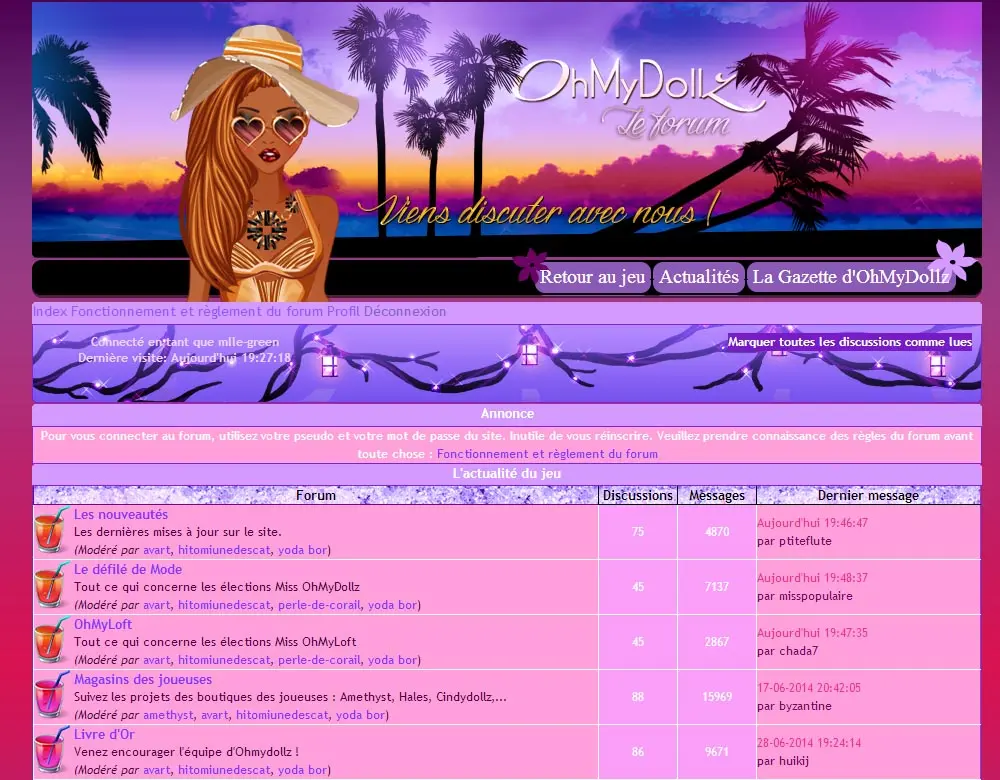 OhMyDollz
Le forum
Viens discuter avec nous !
Retour au jeu Actualités La Gazette d'OhMyDollz
Index Fonctionnement et règlement du forum Profil Déconnexion
Connecté en tant que mlle-green
Dernière visite: Aujourd'hui 19:27:18
Marquer toutes les discussions comme lues
Annonce
Pour vous connecter au forum, utilisez votre pseudo et votre mot de passe du site. Inutile de vous réinscrire. Veuillez prendre connaissance des règles du forum avant
toute chose : Fonctionnement et règlement du forum
L'actualité du jeu
Forum Discussions Messages Dernier message
Les nouveautés
Les dernières mises à jour sur le site.
(Modéré par avart, hitomiunedescat, yoda bor)
75 4870
Aujourd'hui 19:46:47
par ptiteflute
Le défilé de Mode
Tout ce qui concerne les élections Miss OhMyDollz
(Modéré par avart, hitomiunedescat, perle-de-corail, yoda bor)
45 7137
Aujourd'hui 19:48:37
par misspopulaire
OhMyLoft
Tout ce qui concerne les élections Miss OhMyLoft
(Modéré par avart, hitomiunedescat, perle-de-corail, yoda bor)
45 2867
Aujourd'hui 19:47:35
par chada7
Magasins des joueuses
Suivez les projets des boutiques des joueuses : Amethyst, Hales, Cindydollz,...
(Modéré par amethyst, avart, hitomiunedescat, yoda bor)
88 15969
17-06-2014 20:42:05
par byzantine
Livre d'Or
Venez encourager l'équipe d'Ohmydollz !
(Modéré par avart, hitomiunedescat, yoda bor)
86 9671
28-06-2014 19:24:14
par huikij